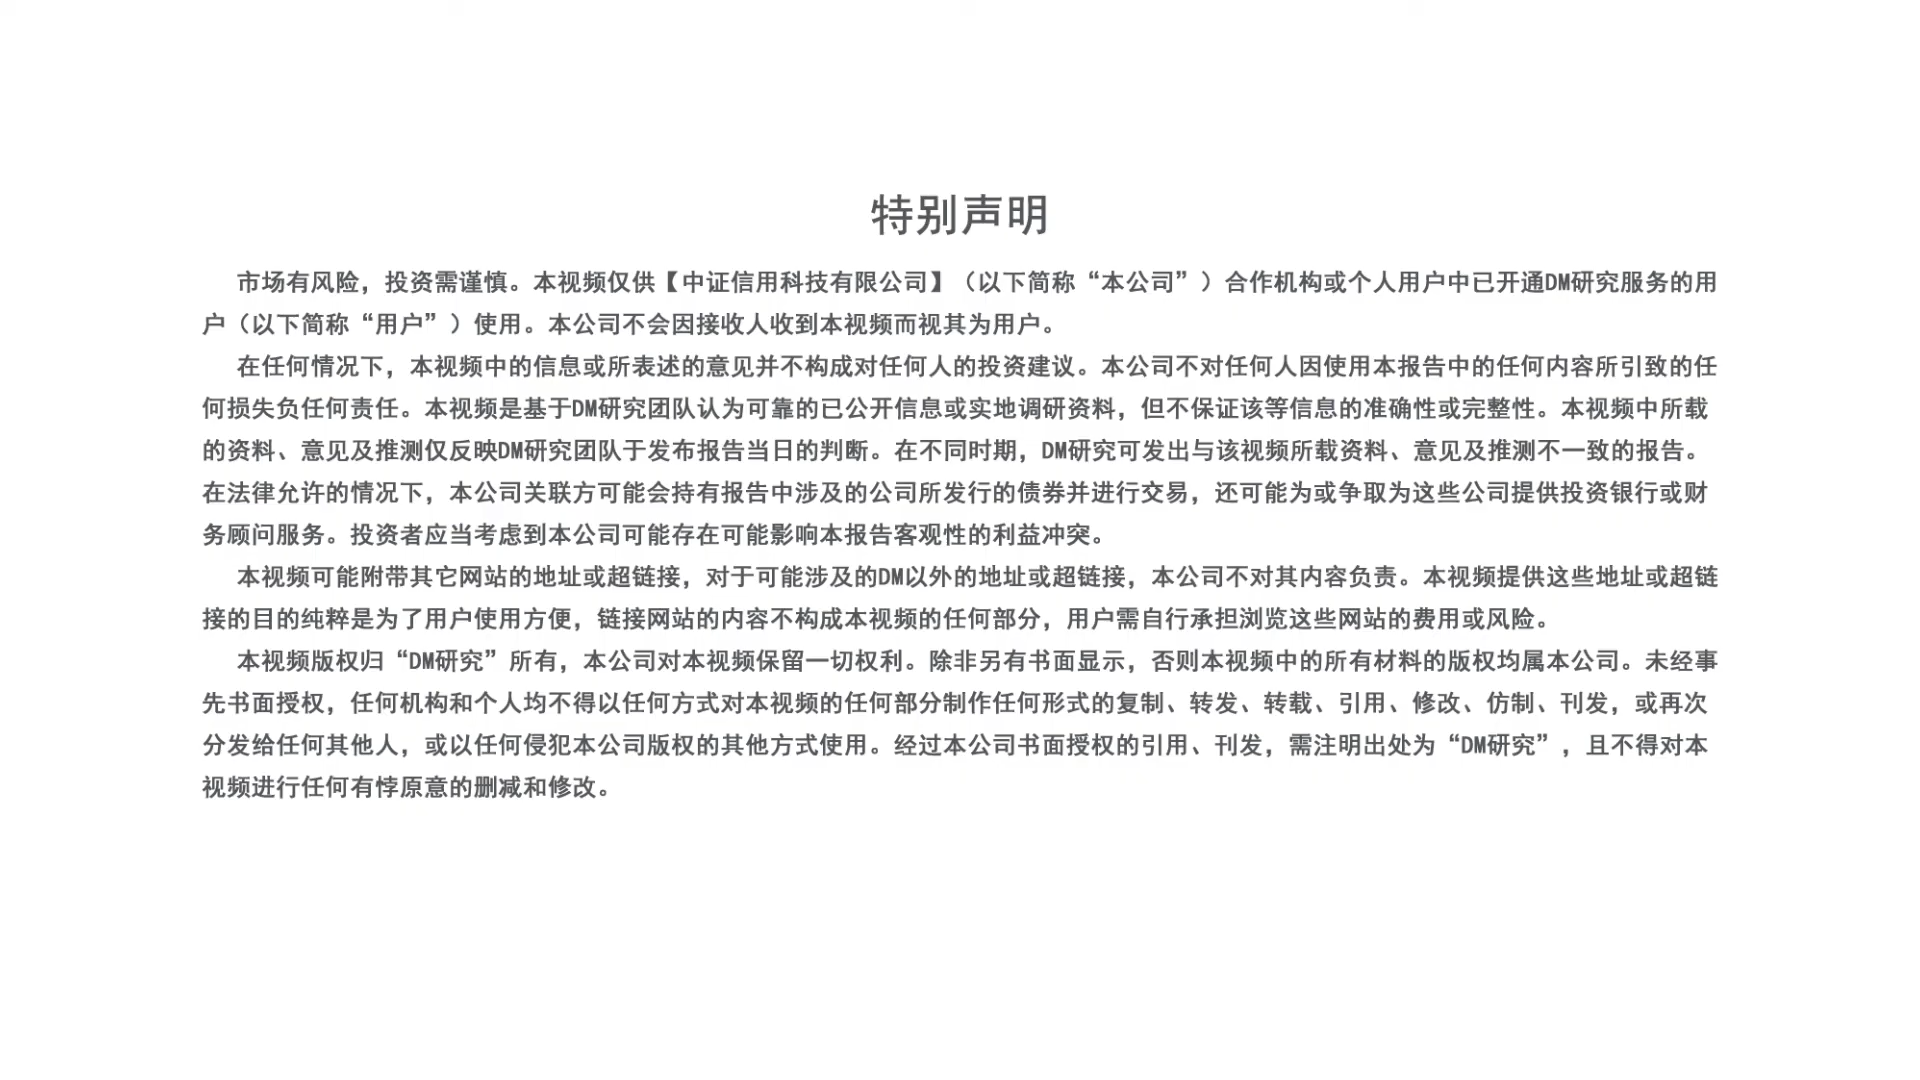 特别声明
市场有风险，投资需谨慎。本视频仅供【中证信用科技有限公司】（以下简称“本公司”）合作机构或个人用户中已开通DM研究服务的用
户（以下简称“用户”）使用。本公司不会因接收人收到本视频而视其为用户。
在任何情况下，本视频中的信息或所表述的意见并不构成对任何人的投资建议。本公司不对任何人因使用本报告中的任何内容所引致的任
何损失负任何责任。本视频是基于DM研究团队认为可靠的已公开信息或实地调研资料，但不保证该等信息的准确性或完整性。本视频中所载
的资料、意见及推测仅反映DM研究团队于发布报告当日的判断。在不同时期，DM研究可发出与该视频所载资料、意见及推测不一致的报告。
在法律允许的情况下，本公司关联方可能会持有报告中涉及的公司所发行的债券并进行交易，还可能为或争取为这些公司提供投资银行或财
务顾问服务。投资者应当考虑到本公司可能存在可能影响本报告客观性的利益冲突。
本视频可能附带其它网站的地址或超链接，对于可能涉及的DM以外的地址或超链接，本公司不对其内容负责。本视频提供这些地址或超链
接的目的纯粹是为了用户使用方便，链接网站的内容不构成本视频的任何部分，用户需自行承担浏览这些网站的费用或风险。
本视频版权归“DM研究”所有，本公司对本视频保留一切权利。除非另有书面显示，否则本视频中的所有材料的版权均属本公司。未经事
先书面授权，任何机构和个人均不得以任何方式对本视频的任何部分制作任何形式的复制、转发、转载、引用、修改、仿制、刊发，或再次
分发给任何其他人，或以任何侵犯本公司版权的其他方式使用。经过本公司书面授权的引用、刊发，需注明出处为“DM研究”，且不得对本
视频进行任何有悖原意的删减和修改。